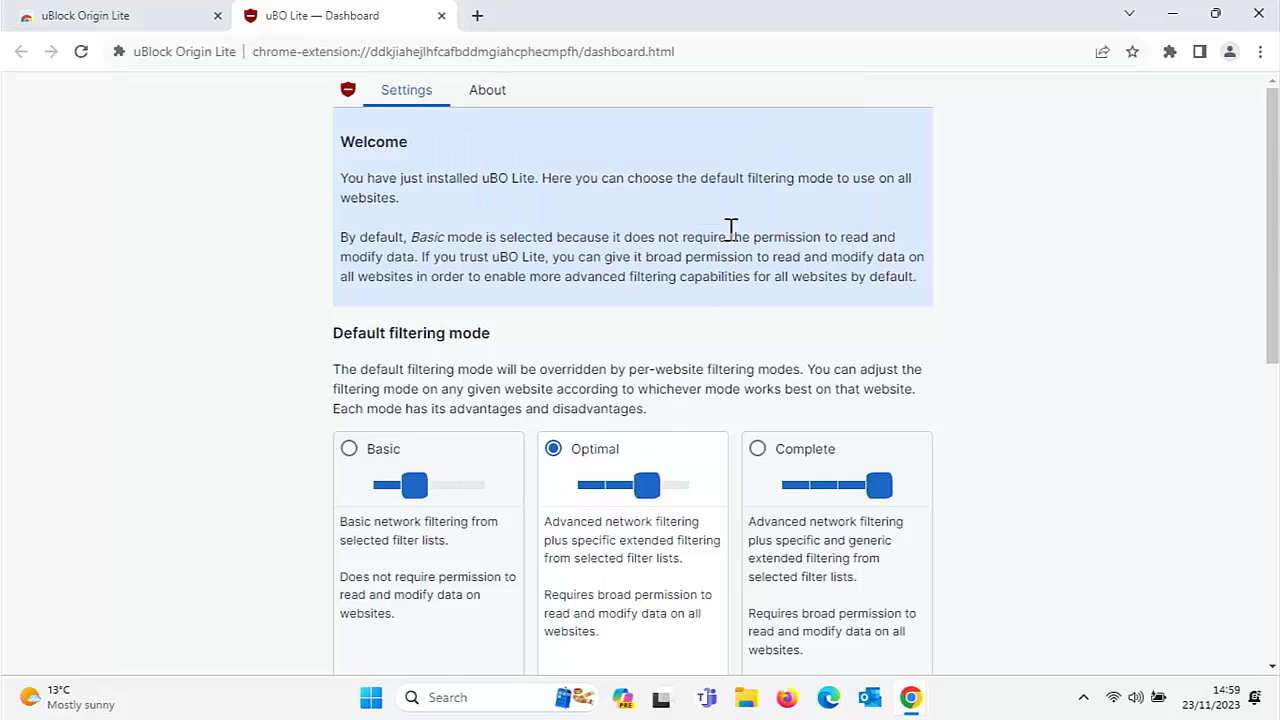 uBlock Origin Lite
uBO Lite — Dashboard
uBlock Origin Lite | chrome-extension://ddkjiahejlhfcafbddmgiahcphecmpfh/dashboard.html
Settings
About
Welcome
You have just installed uBO Lite. Here you can choose the default filtering mode to use on all
websites.
By default, Basic mode is selected because it does not require the permission to read and
modify data. If you trust uBO Lite, you can give it broad permission to read and modify data on
all websites in order to enable more advanced filtering capabilities for all websites by default.
Default filtering mode
The default filtering mode will be overridden by per-website filtering modes. You can adjust the
filtering mode on any given website according to whichever mode works best on that website.
Each mode has its advantages and disadvantages.
Basic
Basic network filtering from
selected filter lists.
Does not require permission to
read and modify data on
websites.
Optimal
Advanced network filtering
plus specific extended filtering
from selected filter lists.
Requires broad permission to
read and modify data on all
websites.
Complete
Advanced network filtering
plus specific and generic
extended filtering from
selected filter lists.
Requires broad permission to
read and modify data on all
websites.
13°C
Mostly sunny
Search
PRE
14:59
23/11/2023